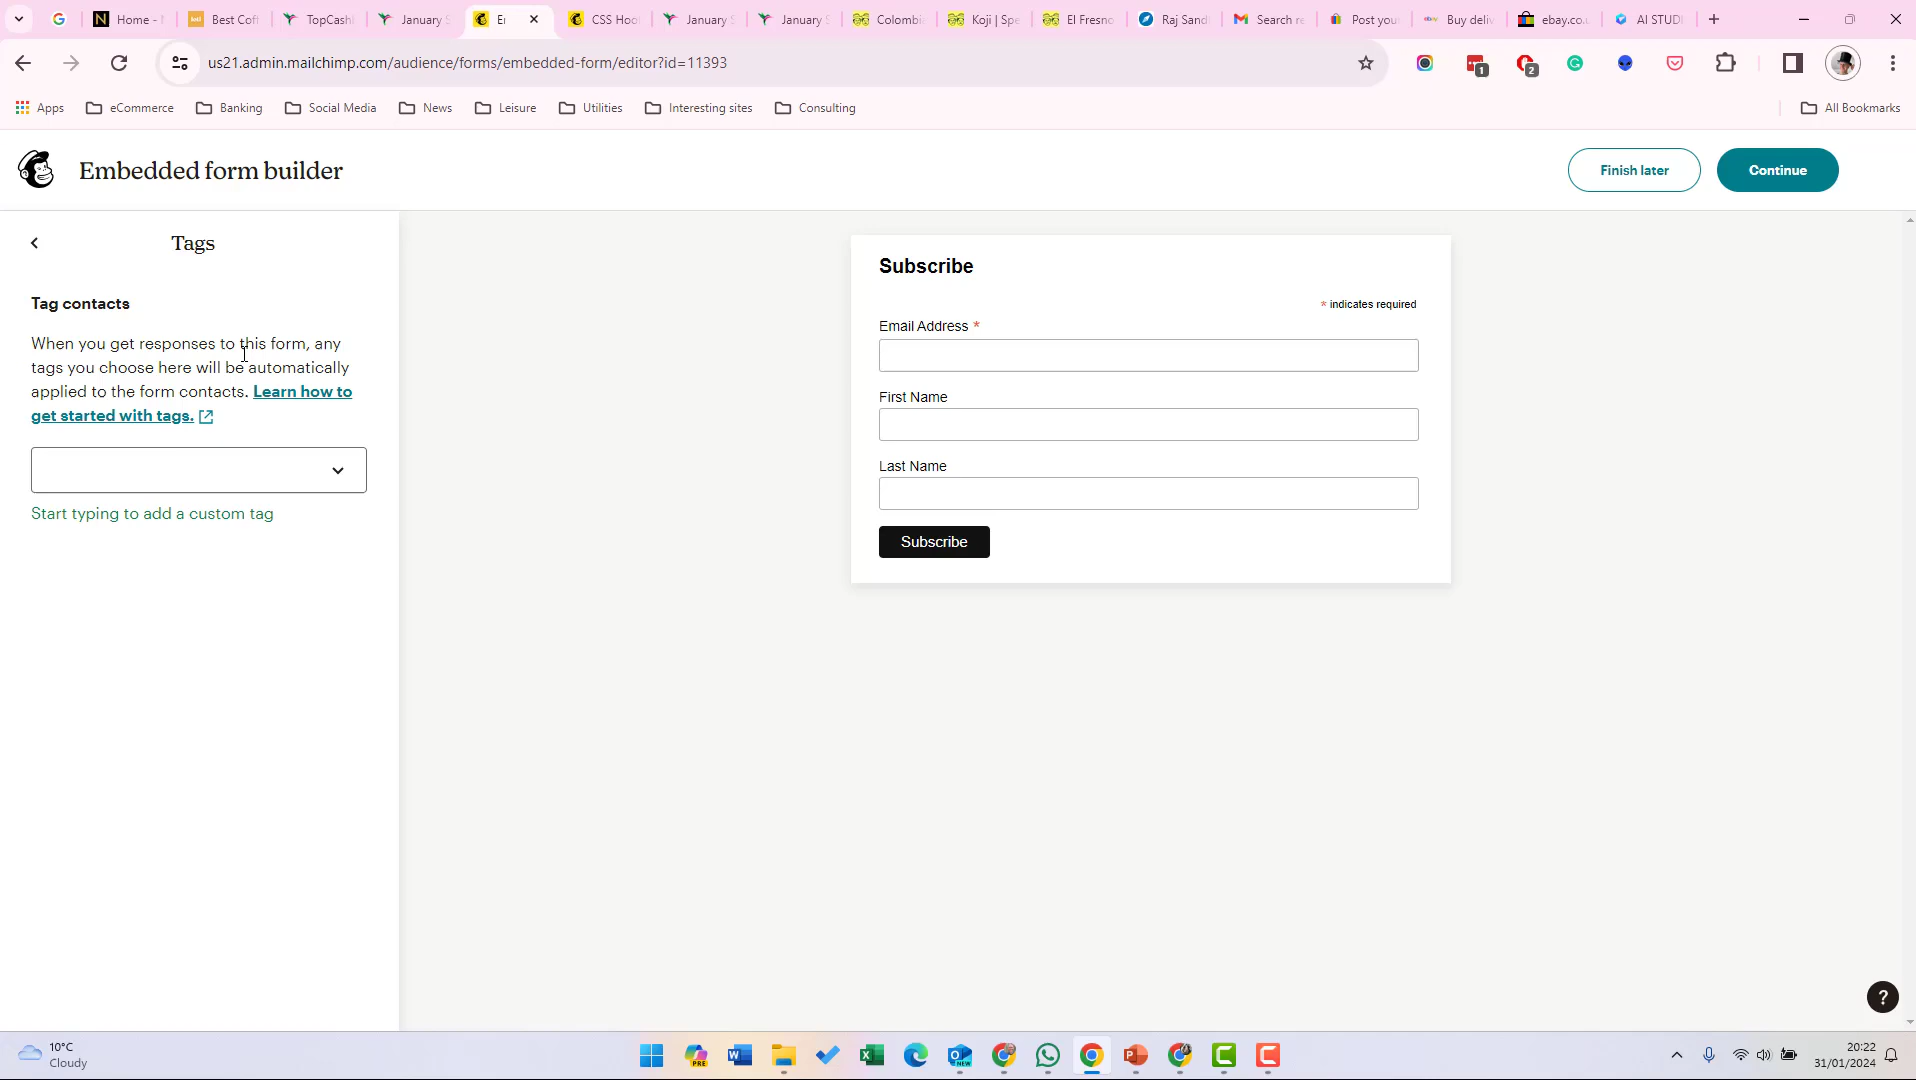 Home -
Best Coff
TopCash
January S
Er
CSS Hoo
January S
January S
Colombi
Koji | Spe
El Fresno
Raj Sand
Search re
Post you
Buy deliv
ebay.co.u
AI STUD
us21.admin.mailchimp.com/audience/forms/embedded-form/editor?id=11393
1
2
Apps
eCommerce
Banking
Social Media
News
Leisure
Utilities
Interesting sites
Consulting
All Bookmarks
Embedded form builder
Finish later
Continue
Tags
Tag contacts
When you get responses to this form, any
tags you choose here will be automatically
applied to the form contacts. Learn how to
get started with tags.
Start typing to add a custom tag
Subscribe
* indicates required
Email Address *
First Name
Last Name
Subscribe
?
10°C
Cloudy
20:22
31/01/2024